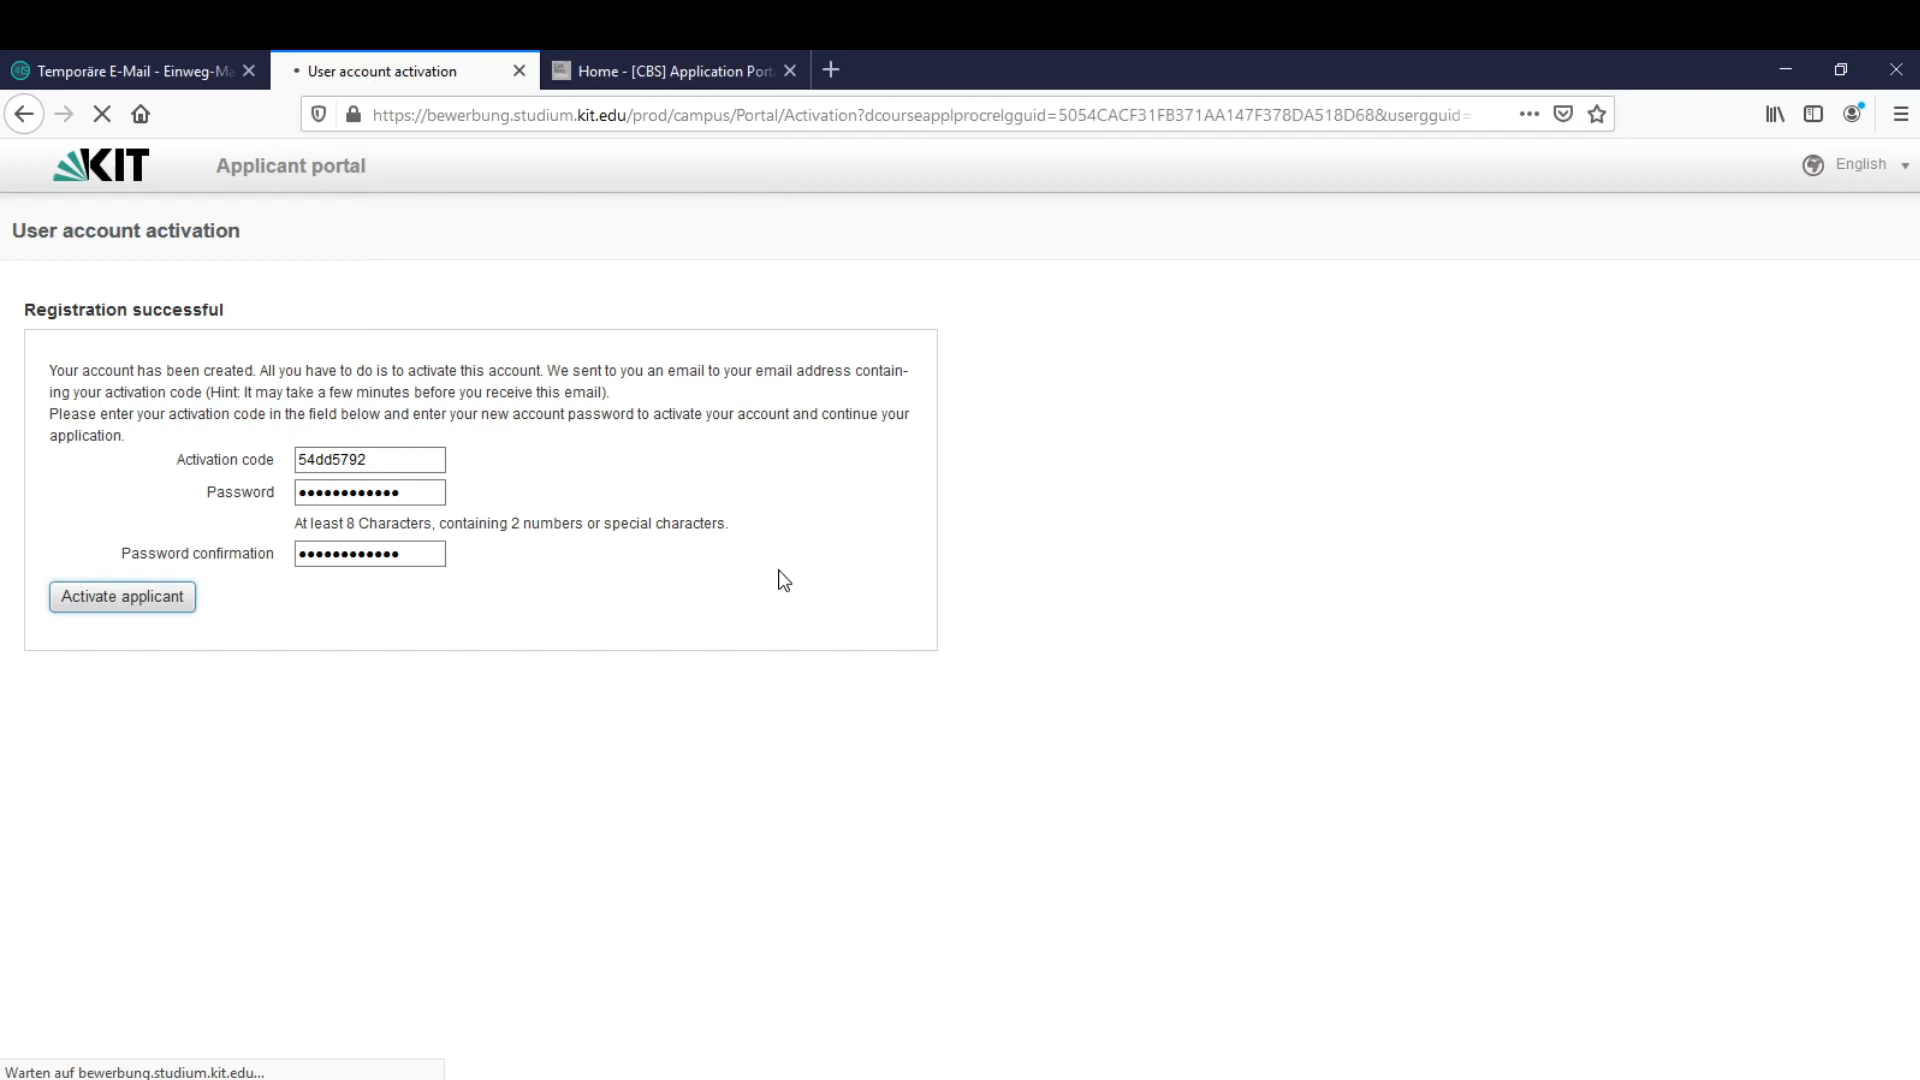 Temporäre E-Mail - Einweg-Ma
User account activation
Home - [CBS] Application Port
https://bewerbung.studium.kit.edu/prod/campus/Portal/Activation?dcourseapplprocrelgguid=5054CACF31FB371AA147F378DA518D68&usergguid=
KIT
Applicant portal
English
User account activation
Registration successful
Your account has been created. All you have to do is to activate this account. We sent to you an email to your email address contain-
ing your activation code (Hint: It may take a few minutes before you receive this email).
Please enter your activation code in the field below and enter your new account password to activate your account and continue your
application.
Activation code 54dd5792
Password ●●●●●●●●●●●●
At least 8 Characters, containing 2 numbers or special characters.
Password confirmation ●●●●●●●●●●●●
Activate applicant
Warten auf bewerbung.studium.kit.edu...